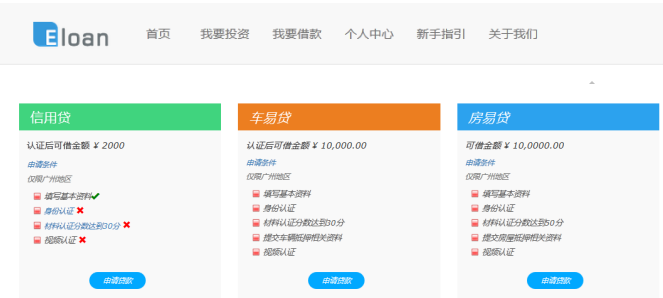 Eloan
首页 我要投资 我要借款 个人中心 新手指引 关于我们
信用贷
认证后可借金额 ¥ 2000
申请条件
仅限广州地区
填写基本资料
身份认证
材料认证分数达到30分
视频认证
申请贷款
车易贷
认证后可借金额 ¥ 10,000.00
申请条件
仅限广州地区
填写基本资料
身份认证
材料认证分数达到30分
提交车辆抵押相关资料
视频认证
申请贷款
房易贷
可借金额 ¥ 10,0000.00
申请条件
仅限广州地区
填写基本资料
身份认证
材料认证分数达到50分
提交房屋抵押相关资料
视频认证
申请贷款